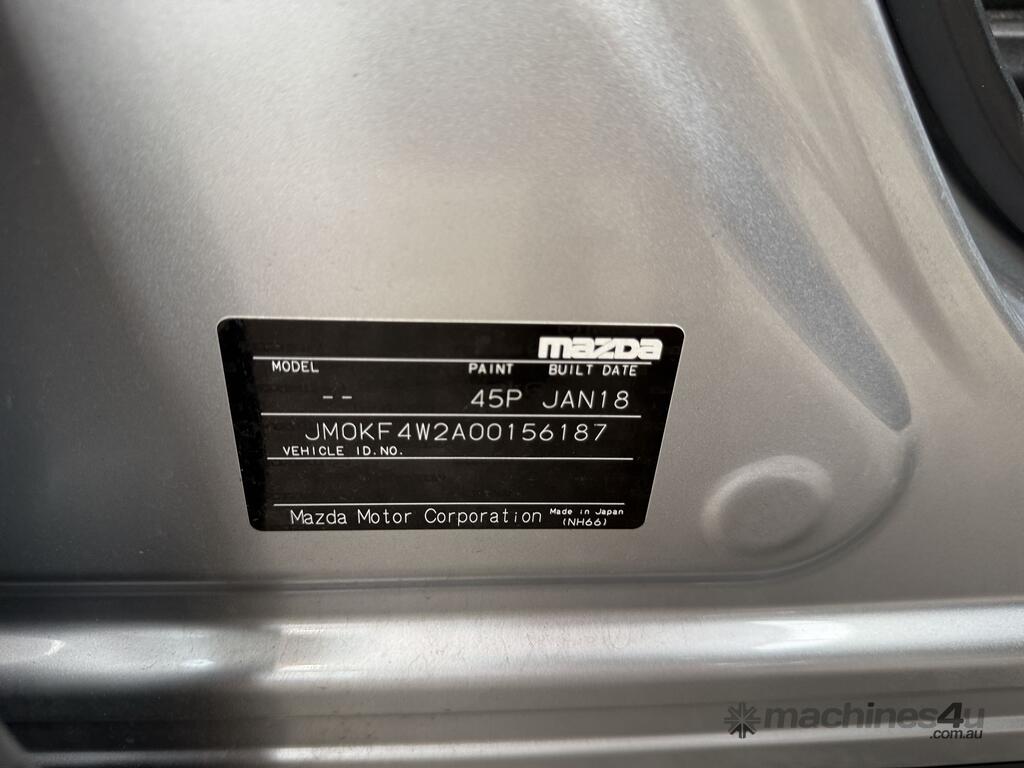 mazda
MODEL PAINT BUILT DATE
-- 45P JAN18
JM0KF4W2A00156187
VEHICLE ID.NO.
Mazda Motor Corporation Made in Japan
(NH66)
machines4u
.com.au